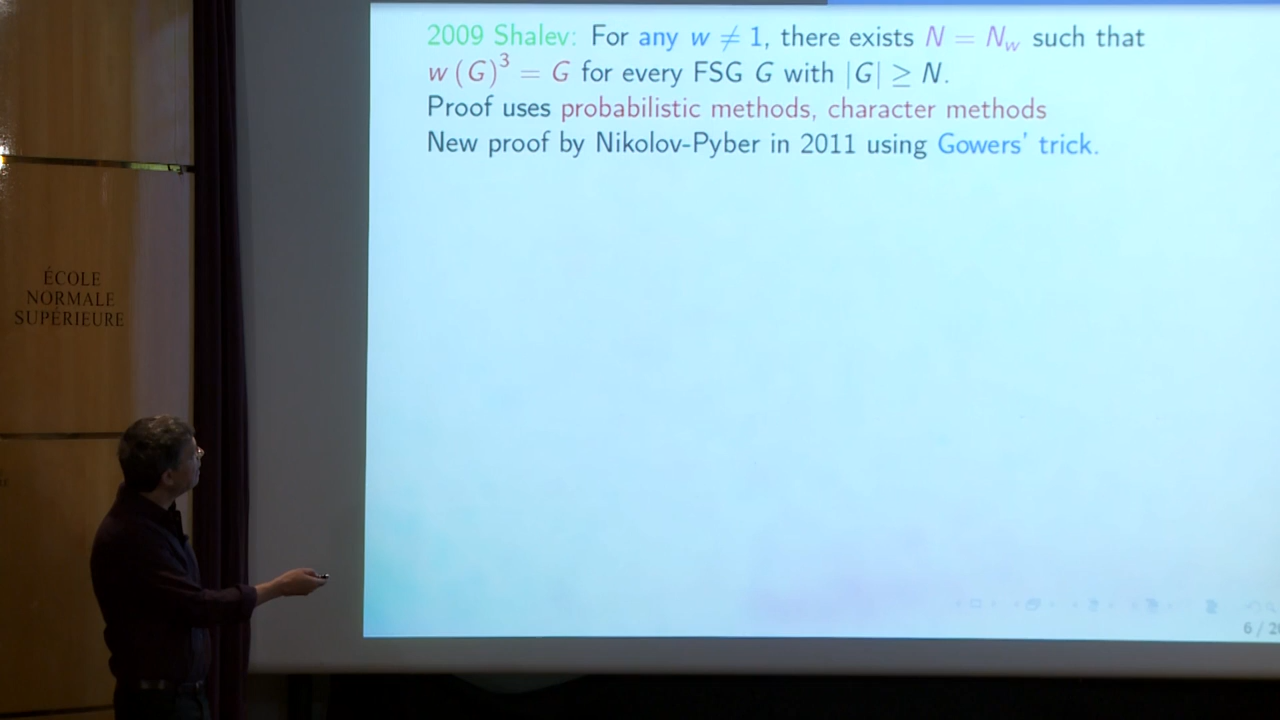 2009 Shalev: For any w ≠ 1, there exists N = N_w such that
w (G)³ = G for every FSG G with |G| ≥ N.
Proof uses probabilistic methods, character methods
New proof by Nikolov-Pyber in 2011 using Gowers' trick.
ÉCOLE
NORMALE
SUPÉRIEURE